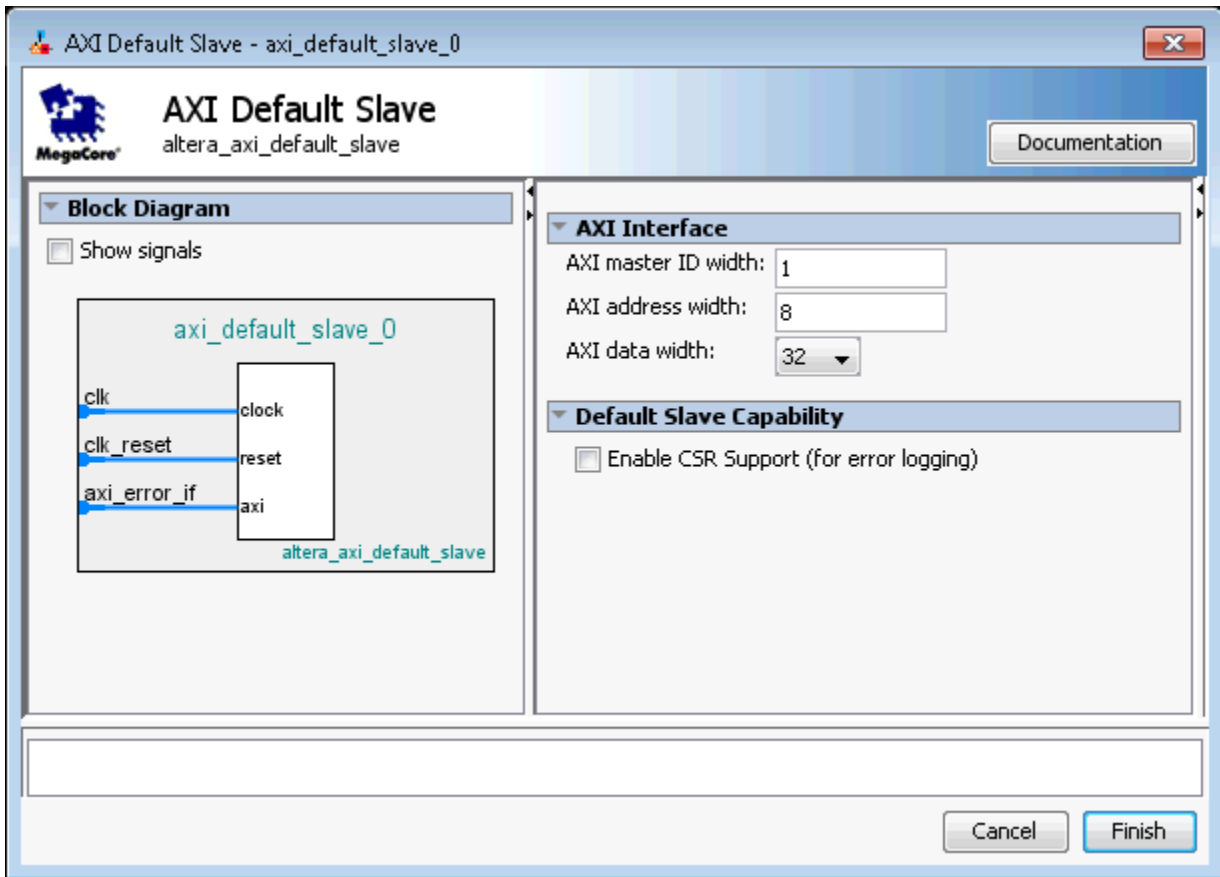 AXI Default Slave - axi_default_slave_0
MegaCore®
AXI Default Slave
altera_axi_default_slave
Documentation
Block Diagram
Show signals
axi_default_slave_0
clk
clock
clk_reset
reset
axi_error_if
axi
altera_axi_default_slave
AXI Interface
AXI master ID width: 1
AXI address width: 8
AXI data width: 32
Default Slave Capability
Enable CSR Support (for error logging)
Cancel
Finish